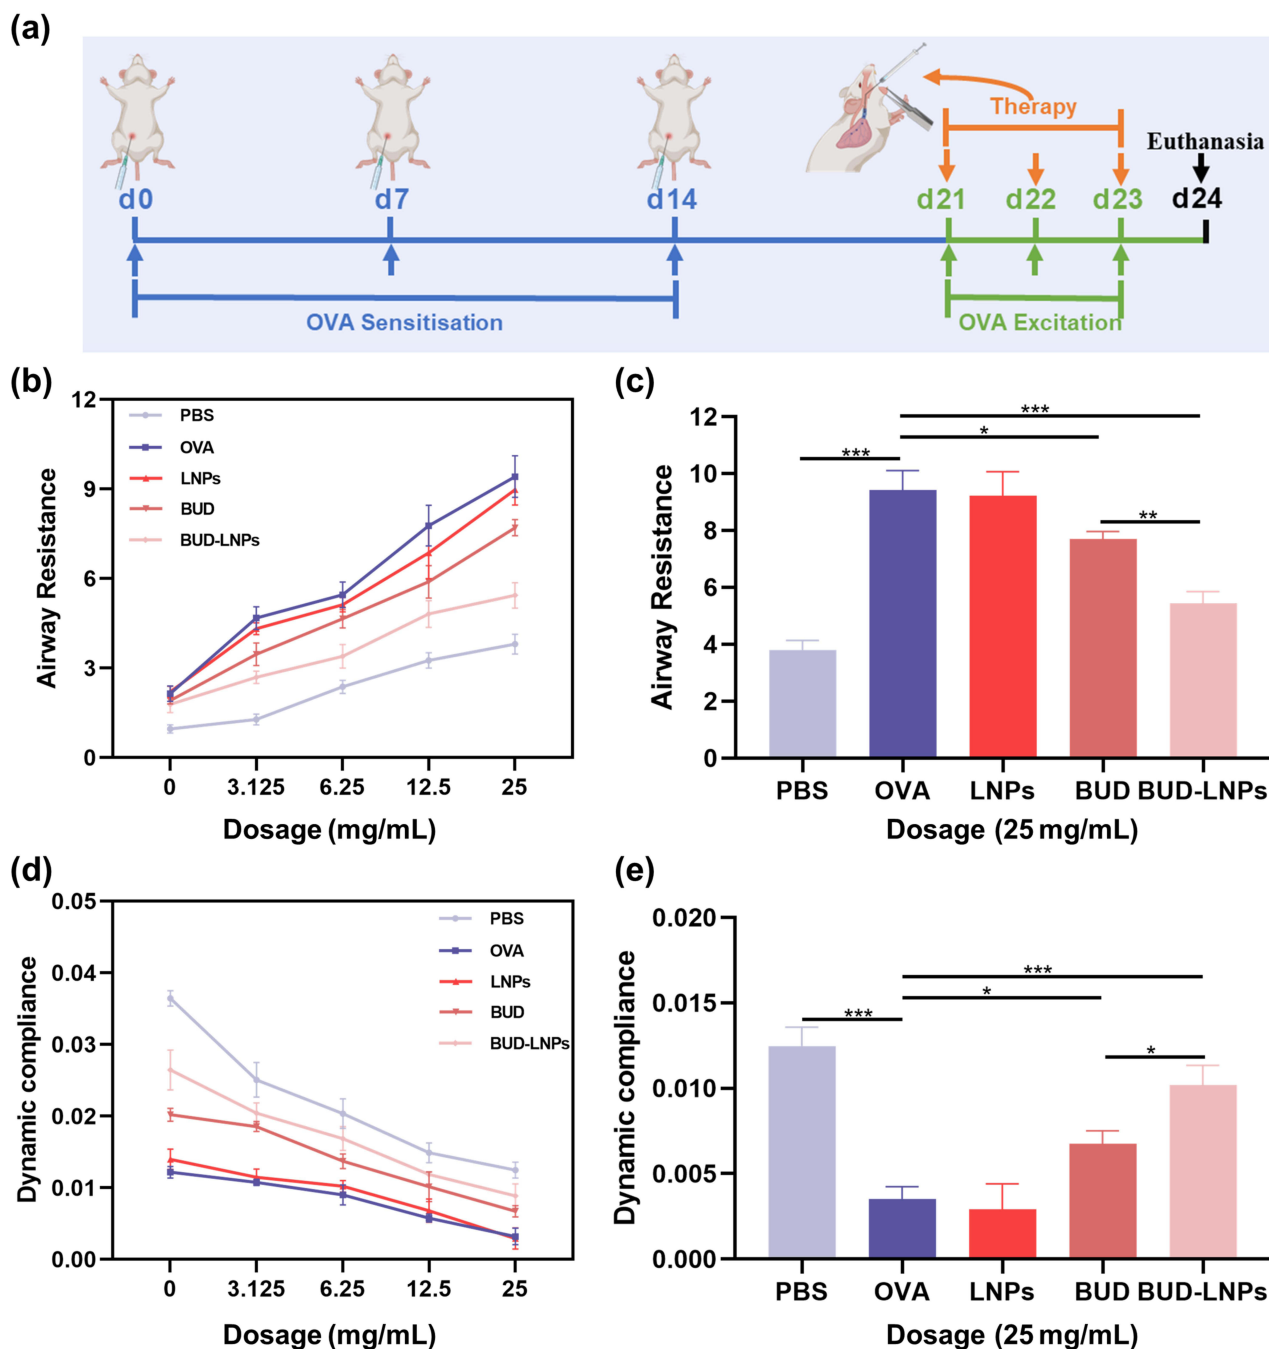 (a)
Therapy
Euthanasia
d0 d7 d14 d21 d22 d23 d24
OVA Sensitisation OVA Excitation
(b)
12
9
6
3
0
Airway Resistance
PBS
OVA
LNPs
BUD
BUD-LNPs
0 3.125 6.25 12.5 25
Dosage (mg/mL)
(c)
12
10
8
6
4
2
0
Airway Resistance
***
*
***
**
PBS OVA LNPs BUD BUD-LNPs
Dosage (25 mg/mL)
(d)
0.05
0.04
0.03
0.02
0.01
0.00
Dynamic compliance
PBS
OVA
LNPs
BUD
BUD-LNPs
0 3.125 6.25 12.5 25
Dosage (mg/mL)
(e)
0.020
0.015
0.010
0.005
0.000
Dynamic compliance
***
*
***
*
PBS OVA LNPs BUD BUD-LNPs
Dosage (25 mg/mL)